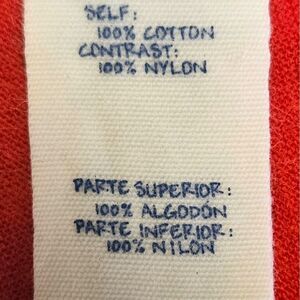 SELF:
100% COTTON
CONTRAST:
100% NYLON
PARTE SUPERIOR:
100% ALGODÓN
PARTE INFERIOR:
100% NILON